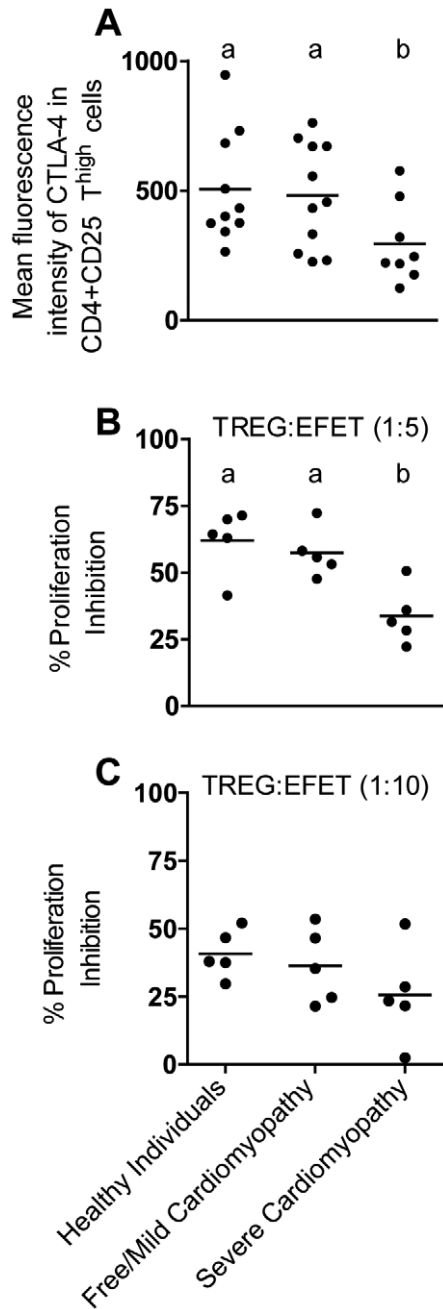 A
a a b
Mean fluorescence
intensity of CTLA-4 in
CD4+CD25 Thigh cells
1000
500
0
B
TREG:EFET (1:5)
a a b
% Proliferation
Inhibition
100
75
50
25
0
C
TREG:EFET (1:10)
% Proliferation
Inhibition
100
75
50
25
0
Healthy Individuals
Free/Mild Cardiomyopathy
Severe Cardiomyopathy